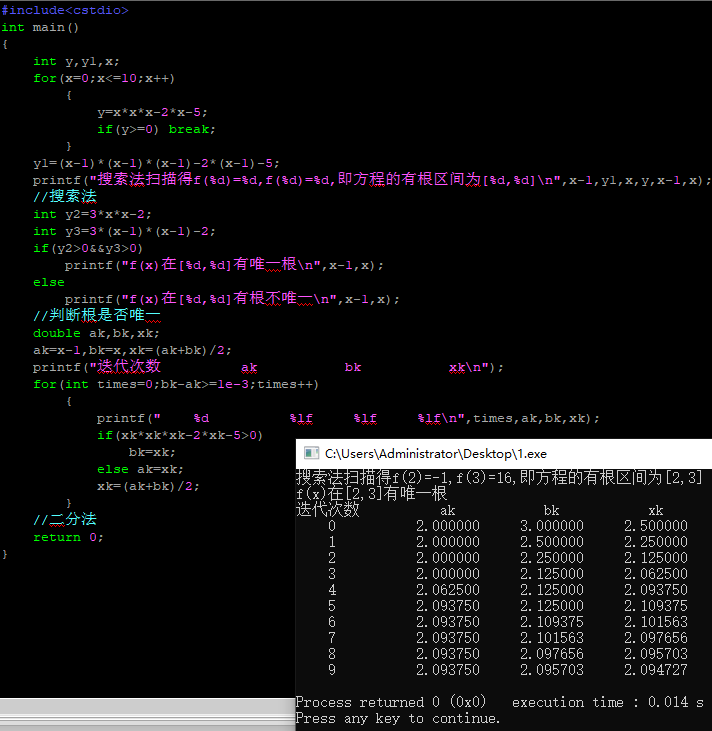 #include<cstdio>
int main()
{
    int y,y1,x;
    for(x=0;x<=10;x++)
        {
            y=x*x*x-2*x-5;
            if(y>=0) break;
        }
    y1=(x-1)*(x-1)*(x-1)-2*(x-1)-5;
    printf("搜索法扫描得f(%d)=%d,f(%d)=%d,即方程的有根区间为[%d,%d]\n",x-1,y1,x,y,x-1,x);
    //搜索法
    int y2=3*x*x-2;
    int y3=3*(x-1)*(x-1)-2;
    if(y2>0&&y3>0)
        printf("f(x)在[%d,%d]有唯一根\n",x-1,x);
    else
        printf("f(x)在[%d,%d]有根不唯一\n",x-1,x);
    //判断根是否唯一
    double ak,bk,xk;
    ak=x-1,bk=x,xk=(ak+bk)/2;
    printf("迭代次数          ak           bk           xk\n");
    for(int times=0;bk-ak>=1e-3;times++)
        {
            printf("    %d          %lf     %lf     %lf\n",times,ak,bk,xk);
            if(xk*xk*xk-2*xk-5>0)
                bk=xk;
            else ak=xk;
            xk=(ak+bk)/2;
        }
    //二分法
    return 0;
}
C:\Users\Administrator\Desktop\1.exe
搜索法扫描得f(2)=-1,f(3)=16,即方程的有根区间为[2,3]
f(x)在[2,3]有唯一根
迭代次数          ak           bk           xk
    0          2.000000     3.000000     2.500000
    1          2.000000     2.500000     2.250000
    2          2.000000     2.250000     2.125000
    3          2.000000     2.125000     2.062500
    4          2.062500     2.125000     2.093750
    5          2.093750     2.125000     2.109375
    6          2.093750     2.109375     2.101563
    7          2.093750     2.101563     2.097656
    8          2.093750     2.097656     2.095703
    9          2.093750     2.095703     2.094727
Process returned 0 (0x0)   execution time : 0.014 s
Press any key to continue.